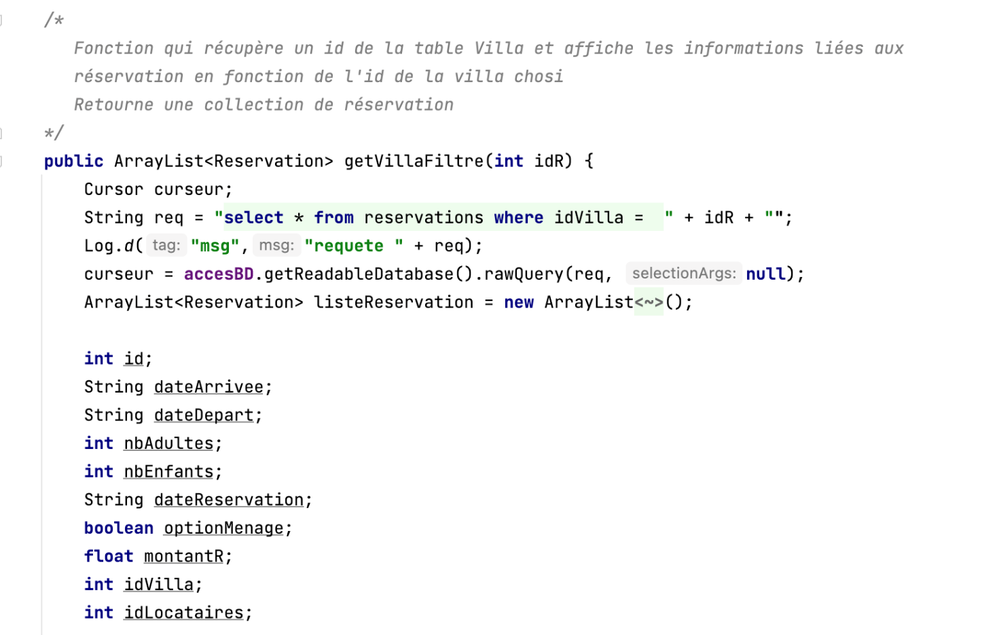 /*
Fonction qui récupère un id de la table Villa et affiche les informations liées aux
réservation en fonction de l'id de la villa chosi
Retourne une collection de réservation
*/
public ArrayList<Reservation> getVillaFiltre(int idR) {
Cursor curseur;
String req = "select * from reservations where idVilla =  " + idR + "";
Log.d( tag: "msg", msg: "requete " + req);
curseur = accesBD.getReadableDatabase().rawQuery(req, selectionArgs: null);
ArrayList<Reservation> listeReservation = new ArrayList<~>();
int id;
String dateArrivee;
String dateDepart;
int nbAdultes;
int nbEnfants;
String dateReservation;
boolean optionMenage;
float montantR;
int idVilla;
int idLocataires;